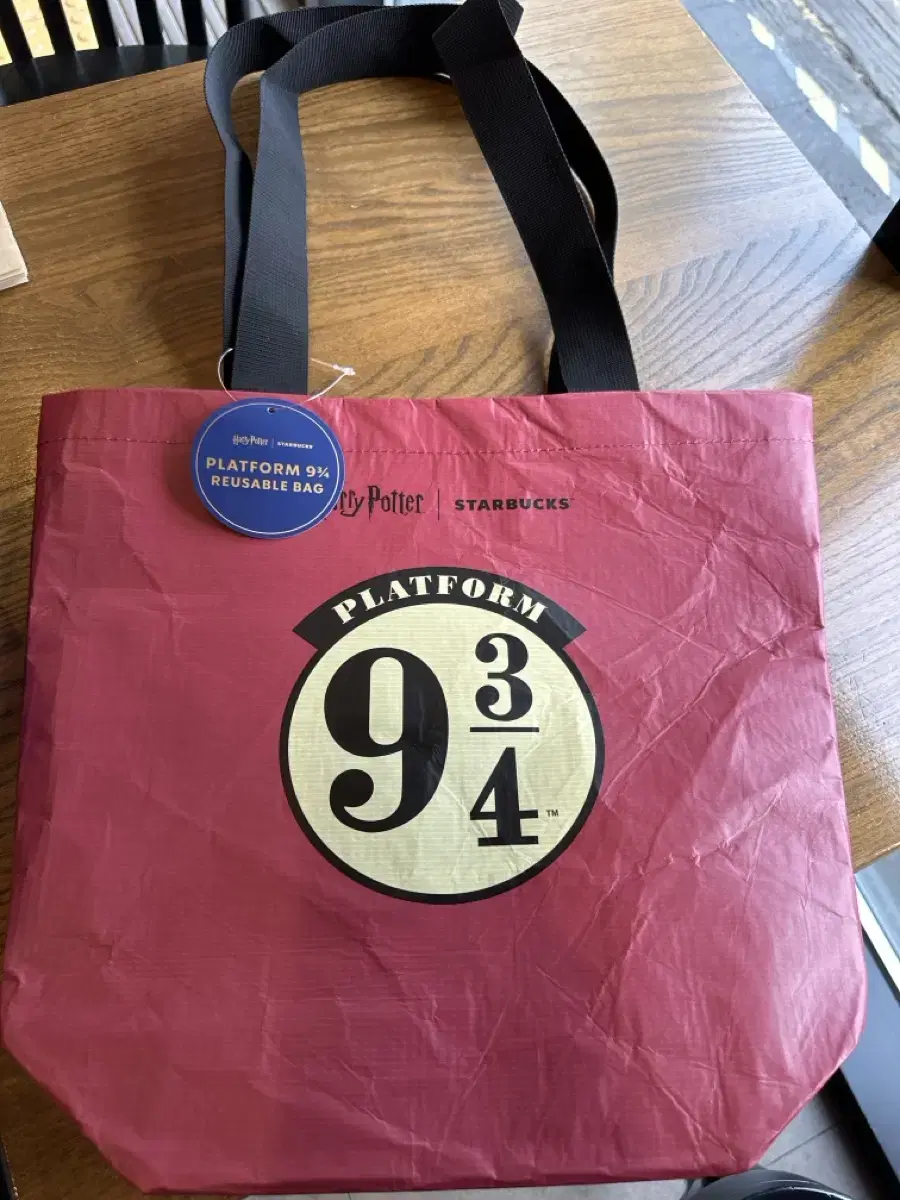 Harry Potter | STARBUCKS
PLATFORM 9¾
REUSABLE BAG
rry Potter | STARBUCKS
PLATFORM
9 3/4 ™